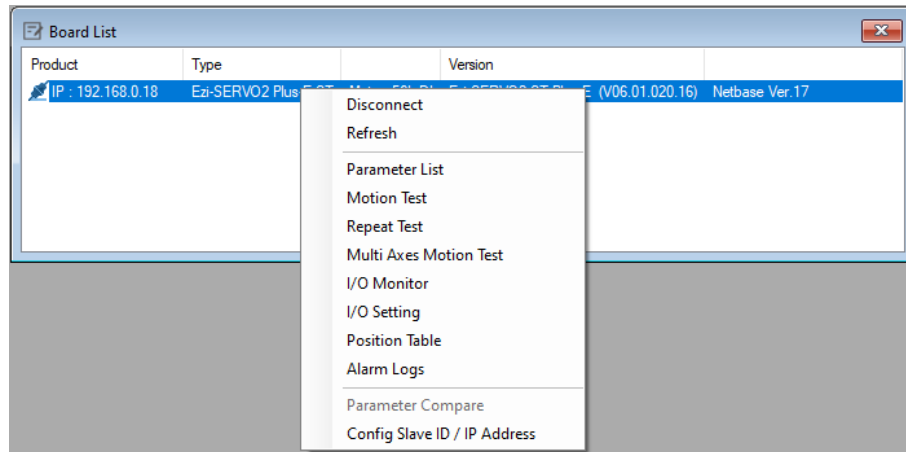 Board List
Product Type Version
IP : 192.168.0.18 Ezi-SERVO2 Plus-E (V06.01.020.16) Netbase Ver.17
Disconnect
Refresh
Parameter List
Motion Test
Repeat Test
Multi Axes Motion Test
I/O Monitor
I/O Setting
Position Table
Alarm Logs
Parameter Compare
Config Slave ID / IP Address